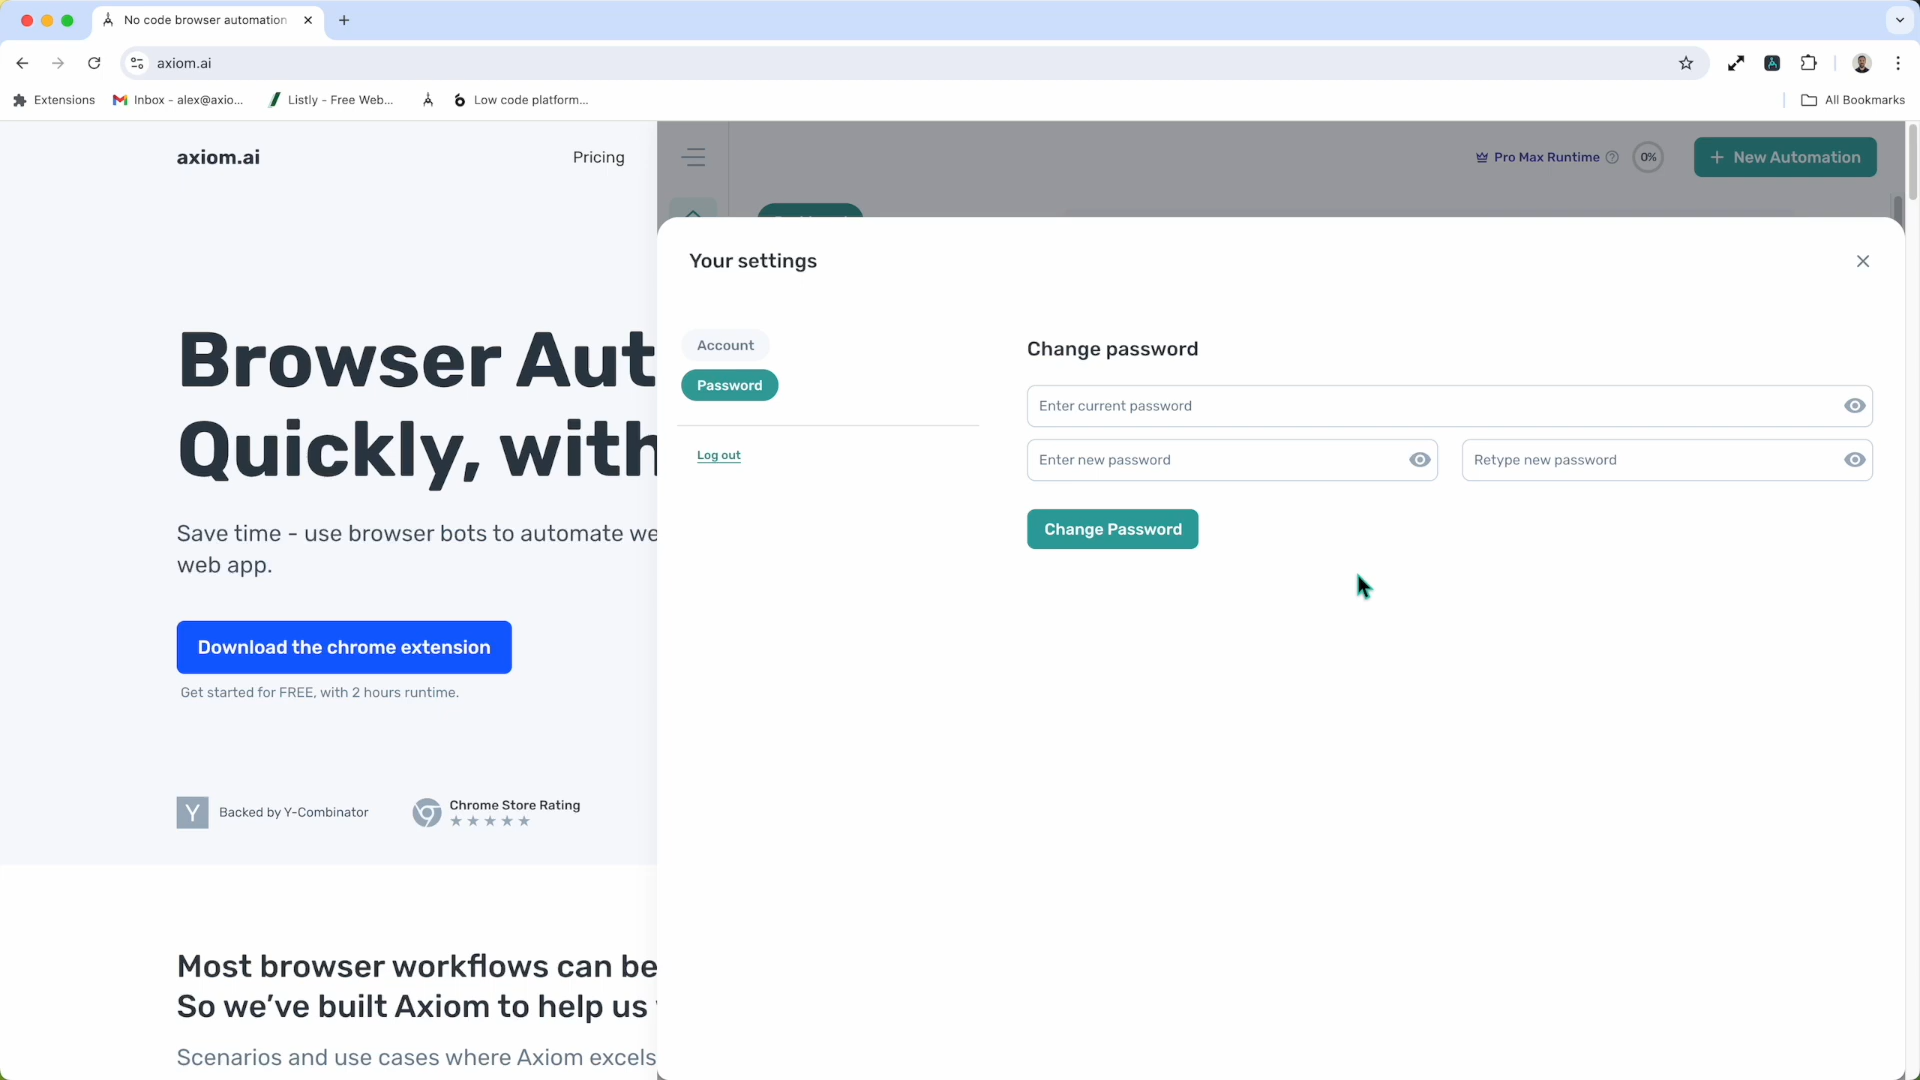 No code browser automation
axiom.ai
Extensions
Inbox - alex@axio...
Listly - Free Web...
Low code platform...
All Bookmarks
axiom.ai
Pricing
Pro Max Runtime
0%
+ New Automation
Your settings
Account
Password
Log out
Change password
Enter current password
Enter new password
Retype new password
Change Password
Browser Aut
Quickly, with
Save time - use browser bots to automate we
web app.
Download the chrome extension
Get started for FREE, with 2 hours runtime.
Y
Backed by Y-Combinator
Chrome Store Rating
Most browser workflows can be
So we've built Axiom to help us
Scenarios and use cases where Axiom excels